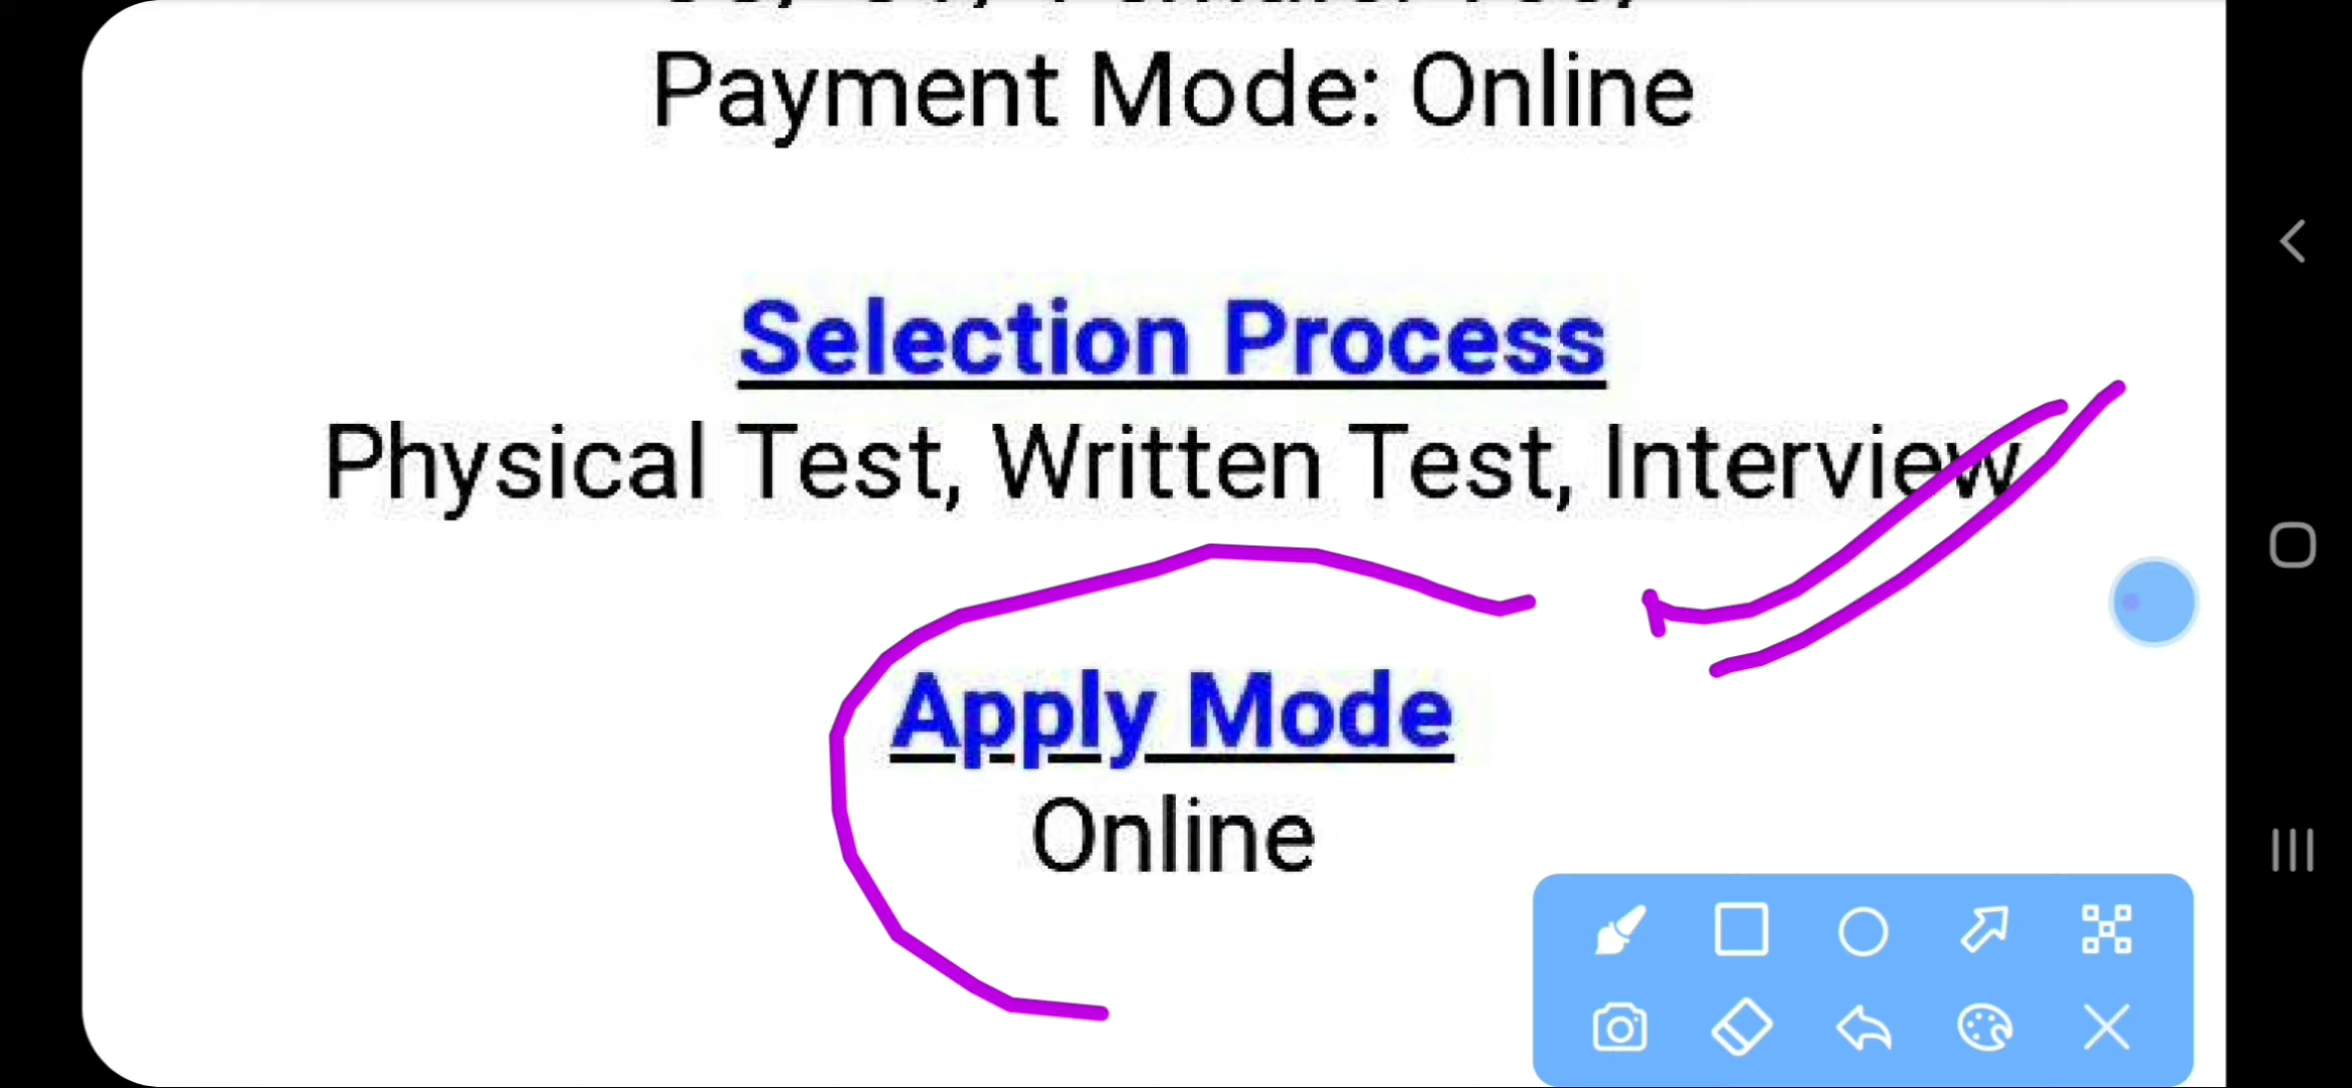 Payment Mode: Online
Selection Process
Physical Test, Written Test, Interview
Apply Mode
Online